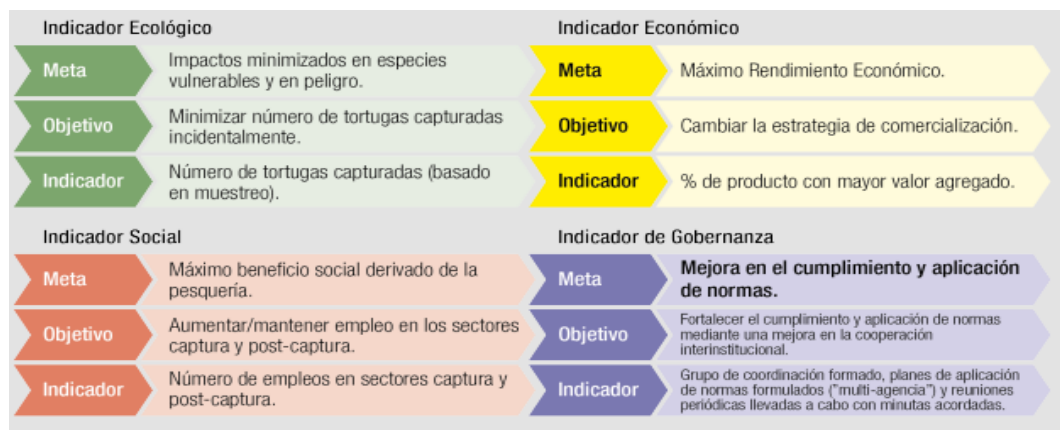 Indicador Ecológico
Meta
Impactos minimizados en especies
vulnerables y en peligro.
Objetivo
Minimizar número de tortugas capturadas
incidentalmente.
Indicador
Número de tortugas capturadas (basado
en muestreo).
Indicador Económico
Meta
Máximo Rendimiento Económico.
Objetivo
Cambiar la estrategia de comercialización.
Indicador
% de producto con mayor valor agregado.
Indicador Social
Meta
Máximo beneficio social derivado de la
pesquería.
Objetivo
Aumentar/mantener empleo en los sectores
captura y post-captura.
Indicador
Número de empleos en sectores captura y
post-captura.
Indicador de Gobernanza
Meta
Mejora en el cumplimiento y aplicación
de normas.
Objetivo
Fortalecer el cumplimiento y aplicación de normas
mediante una mejora en la cooperación
interinstitucional.
Indicador
Grupo de coordinación formado, planes de aplicación
de normas formulados ("multi-agencia") y reuniones
periódicas llevadas a cabo con minutas acordadas.